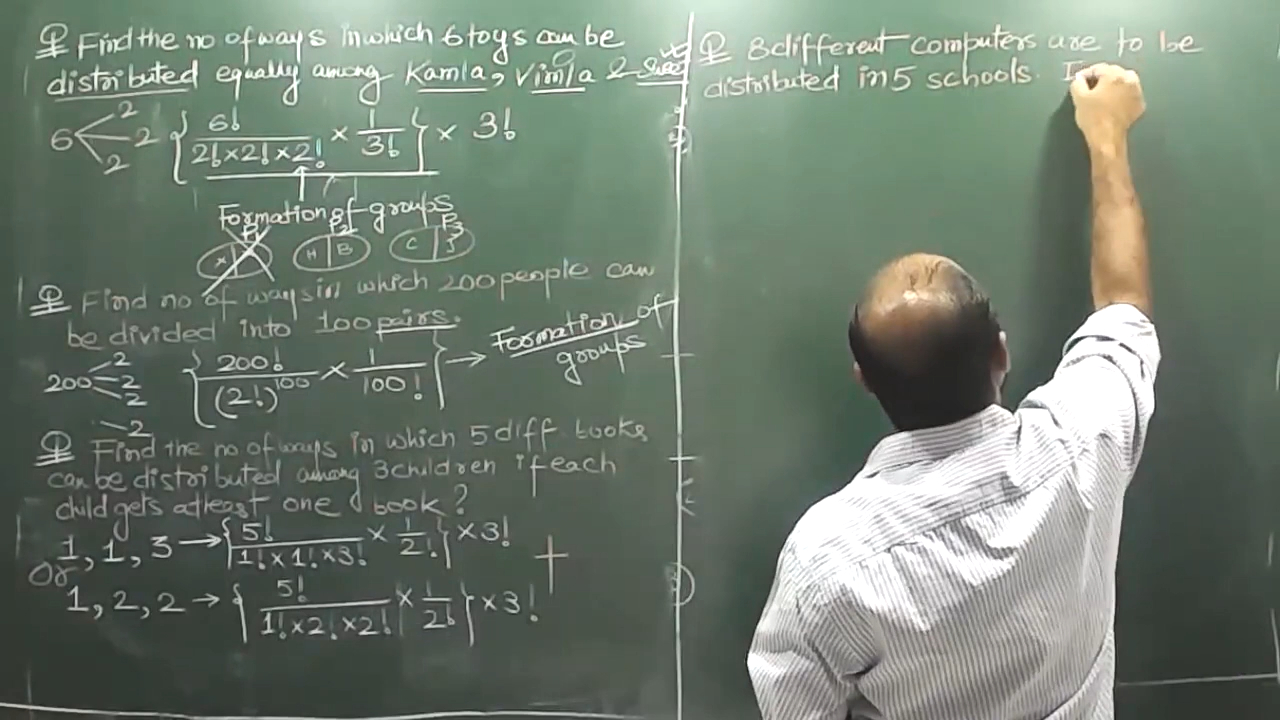 Q Find the no of ways in which 6 toys can be
distributed equally among Kamla, Vimla &
6 2 2 2 { 6! / 2!×2!×2! × 1/3! } × 3!
Formation of groups
P1 P2 P3
H B C J
Q Find no of ways in which 200 people can
be divided into 100 pairs.
200 2 2 2 2 { 200! / (2!)^100 × 1/100! } → Formation of groups
Q Find the no of ways in which 5 diff. books
can be distributed among 3 children if each
child gets atleast one book?
1, 1, 3 → { 5! / 1!×1!×3! × 1/2! } × 3!
Or +
1, 2, 2 → { 5! / 1!×2!×2! × 1/2! } × 3!
Q 8 different computers are to be
distributed in 5 schools. I